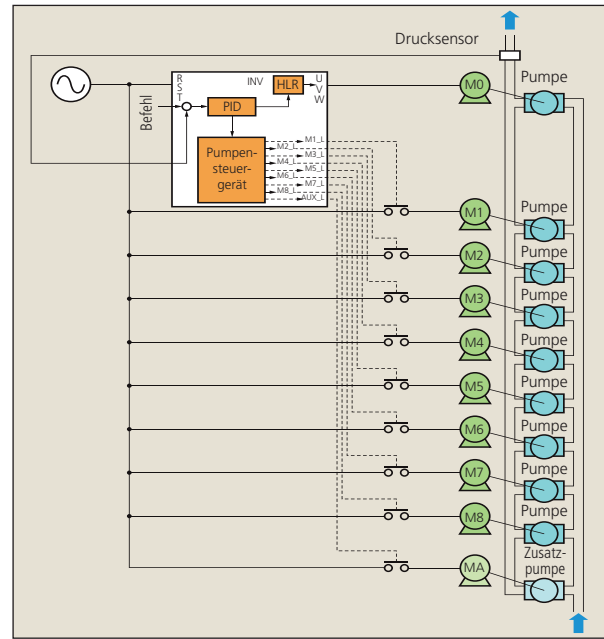 Drucksensor
Pumpe
R
S
T
INV
HLR
U
V
W
M0
Befehl
PID
Pumpen-
steuer-
gerät
M1_L
M2_L
M3_L
M4_L
M5_L
M6_L
M7_L
M8_L
AUX_L
Pumpe
M1
Pumpe
M2
Pumpe
M3
Pumpe
M4
Pumpe
M5
Pumpe
M6
Pumpe
M7
Pumpe
M8
Zusatz-
pumpe
MA